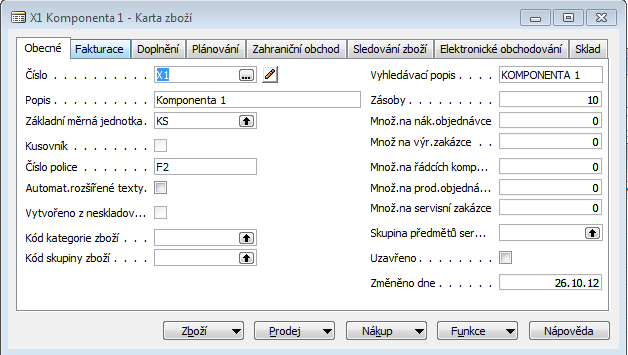 X1 Komponenta 1 - Karta zboží
Obecné Fakturace Doplnění Plánování Zahraniční obchod Sledování zboží Elektronické obchodování Sklad
Číslo . . . . . . . . . . X1 ...
Popis . . . . . . . . . . Komponenta 1
Základní měrná jednotka. KS
Kusovník . . . . . . . .
Číslo police . . . . . . . F2
Automat.rozšířené texty.
Vytvořeno z neskladov...
Kód kategorie zboží . . .
Kód skupiny zboží . . . .
Vyhledávací popis . . . . KOMPONENTA 1
Zásoby . . . . . . . . . 10
Množ.na nák.objednávce 0
Množ na výr.zakázce . . 0
Množ.na řádcích komp... 0
Množ.na prod.objedná... 0
Množ.na servisní zakázce 0
Skupina předmětů ser...
Uzavřeno . . . . . . . .
Změněno dne . . . . . . 26.10.12
Zboží Prodej Nákup Funkce Nápověda